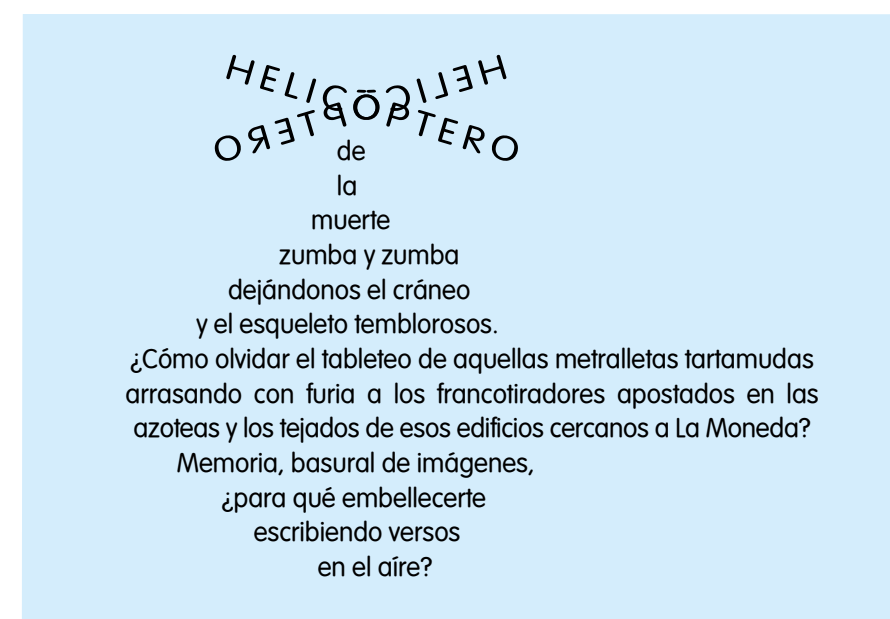 HELICÓPTERO
HELICÓPTERO
de
la
muerte
zumba y zumba
dejándonos el cráneo
y el esqueleto temblorosos.
¿Cómo olvidar el tableteo de aquellas metralletas tartamudas
arrasando con furia a los francotiradores apostados en las
azoteas y los tejados de esos edificios cercanos a La Moneda?
Memoria, basural de imágenes,
¿para qué embellecerte
escribiendo versos
en el aíre?